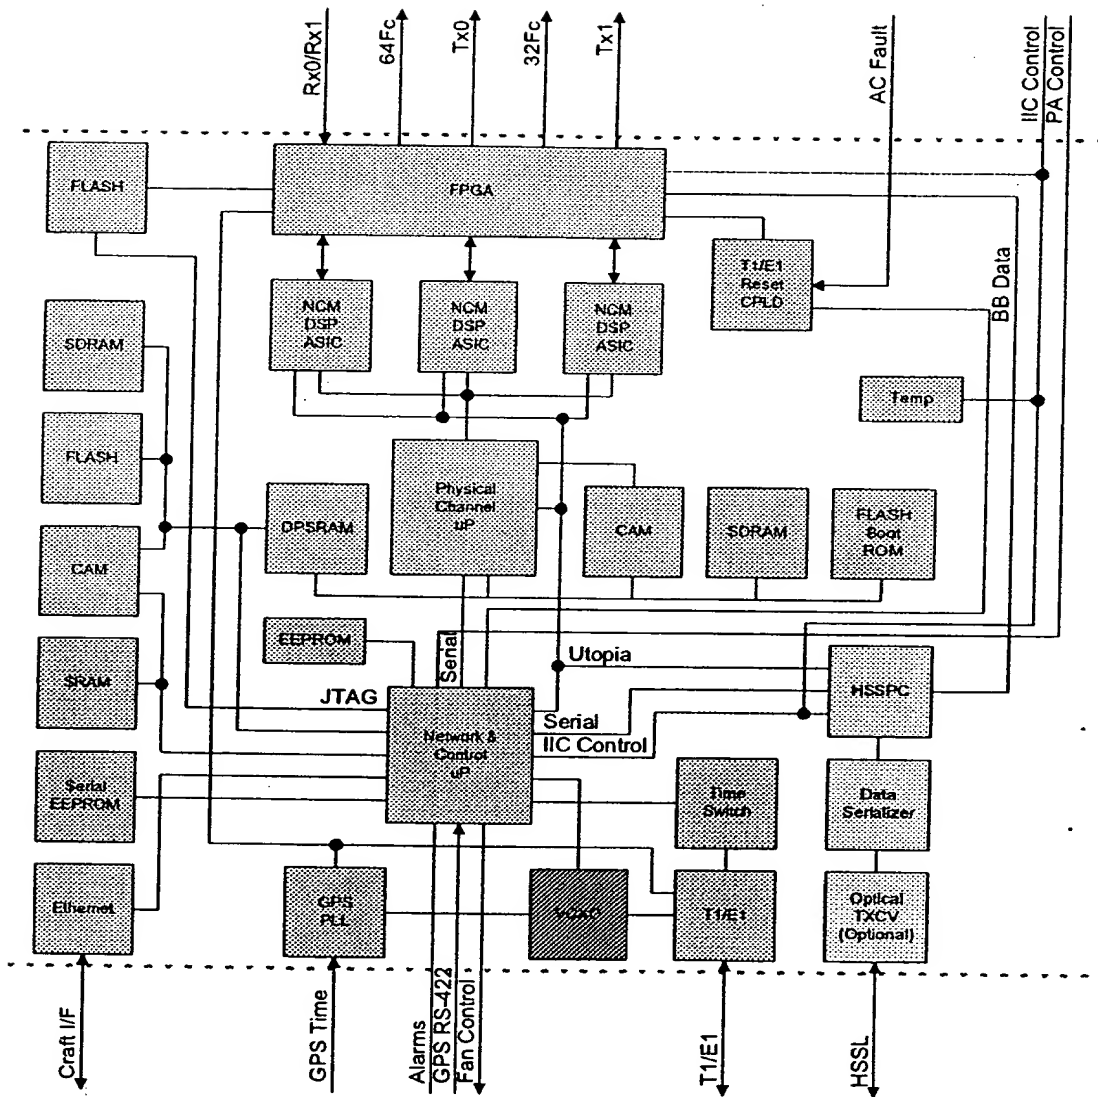 Rx0/Rx1
64Fc
Tx0
32Fc
Tx1
AC Fault
IIC Control
PA Control
FLASH
FPGA
T1/E1
Reset
CPLD
BB Data
NCM
DSP
ASIC
NCM
DSP
ASIC
NCM
DSP
ASIC
SDRAM
Temp
FLASH
Physical
Channel
uP
DPSRAM
CAM
SDRAM
FLASH
Boot
ROM
CAM
EEPROM
Serial
Utopia
SRAM
JTAG
HSSPC
Network &
Control
uP
Serial
IIC Control
Serial
EEPROM
Time
Switch
Data
Serializer
Ethernet
GPS
PLL
VCXO
T1/E1
Optical
TXCV
(Optional)
Craft I/F
GPS Time
Alarms
GPS RS-422
Fan Control
T1/E1
HSSL